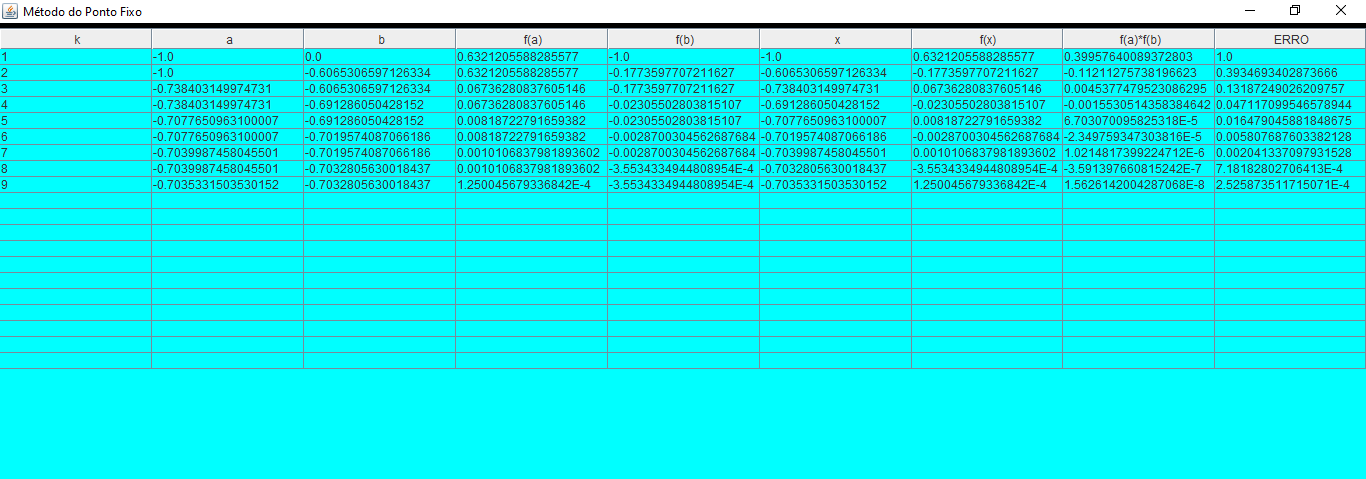 Método do Ponto Fixo
k a b f(a) f(b) x f(x) f(a)*f(b) ERRO
1 -1.0 0.0 0.6321205588285577 -1.0 -1.0 0.6321205588285577 0.39957640089372803 1.0
2 -1.0 -0.6065306597126334 0.6321205588285577 -0.1773597707211627 -0.6065306597126334 -0.1773597707211627 -0.11211275738196623 0.3934693402873666
3 -0.738403149974731 -0.6065306597126334 0.06736280837605146 -0.1773597707211627 -0.738403149974731 0.06736280837605146 0.0045377479523086295 0.13187249026209757
4 -0.738403149974731 -0.691286050428152 0.06736280837605146 -0.02305502803815107 -0.691286050428152 -0.02305502803815107 -0.0015530514358384642 0.047117099546578944
5 -0.7077650963100007 -0.691286050428152 0.00818722791659382 -0.02305502803815107 -0.7077650963100007 0.00818722791659382 6.703070095825318E-5 0.016479045881848675
6 -0.7077650963100007 -0.7019574087066186 0.00818722791659382 -0.0028700304562687684 -0.7019574087066186 -0.0028700304562687684 -2.349759347303816E-5 0.005807687603382128
7 -0.7039987458045501 -0.7019574087066186 0.0010106837981893602 -0.0028700304562687684 -0.7039987458045501 0.0010106837981893602 1.0214817399224712E-6 0.002041337097931528
8 -0.7039987458045501 -0.7032805630018437 0.0010106837981893602 -3.5534334944808954E-4 -0.7032805630018437 -3.5534334944808954E-4 -3.591397660815242E-7 7.18182802706413E-4
9 -0.7035331503530152 -0.7032805630018437 1.250045679336842E-4 -3.5534334944808954E-4 -0.7035331503530152 1.250045679336842E-4 1.5626142004287068E-8 2.525873511715071E-4